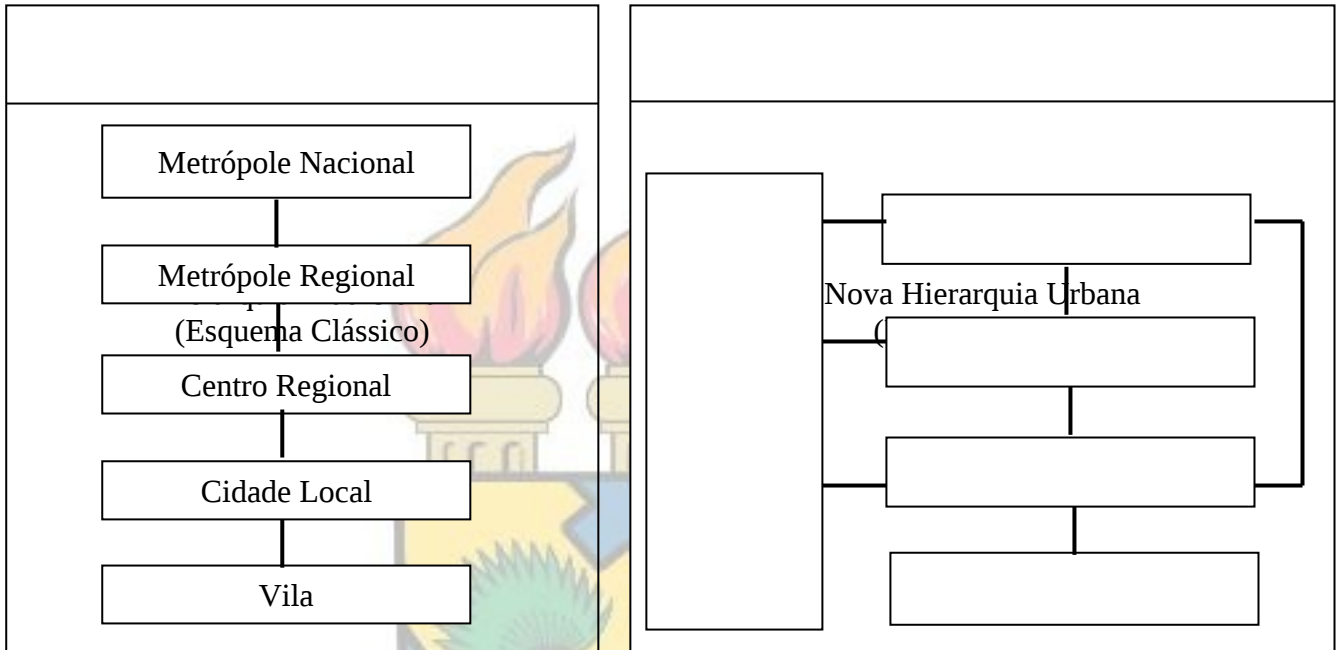 Metrópole Nacional
Metrópole Regional
(Esquema Clássico)
Centro Regional
Cidade Local
Vila
Nova Hierarquia Urbana
(